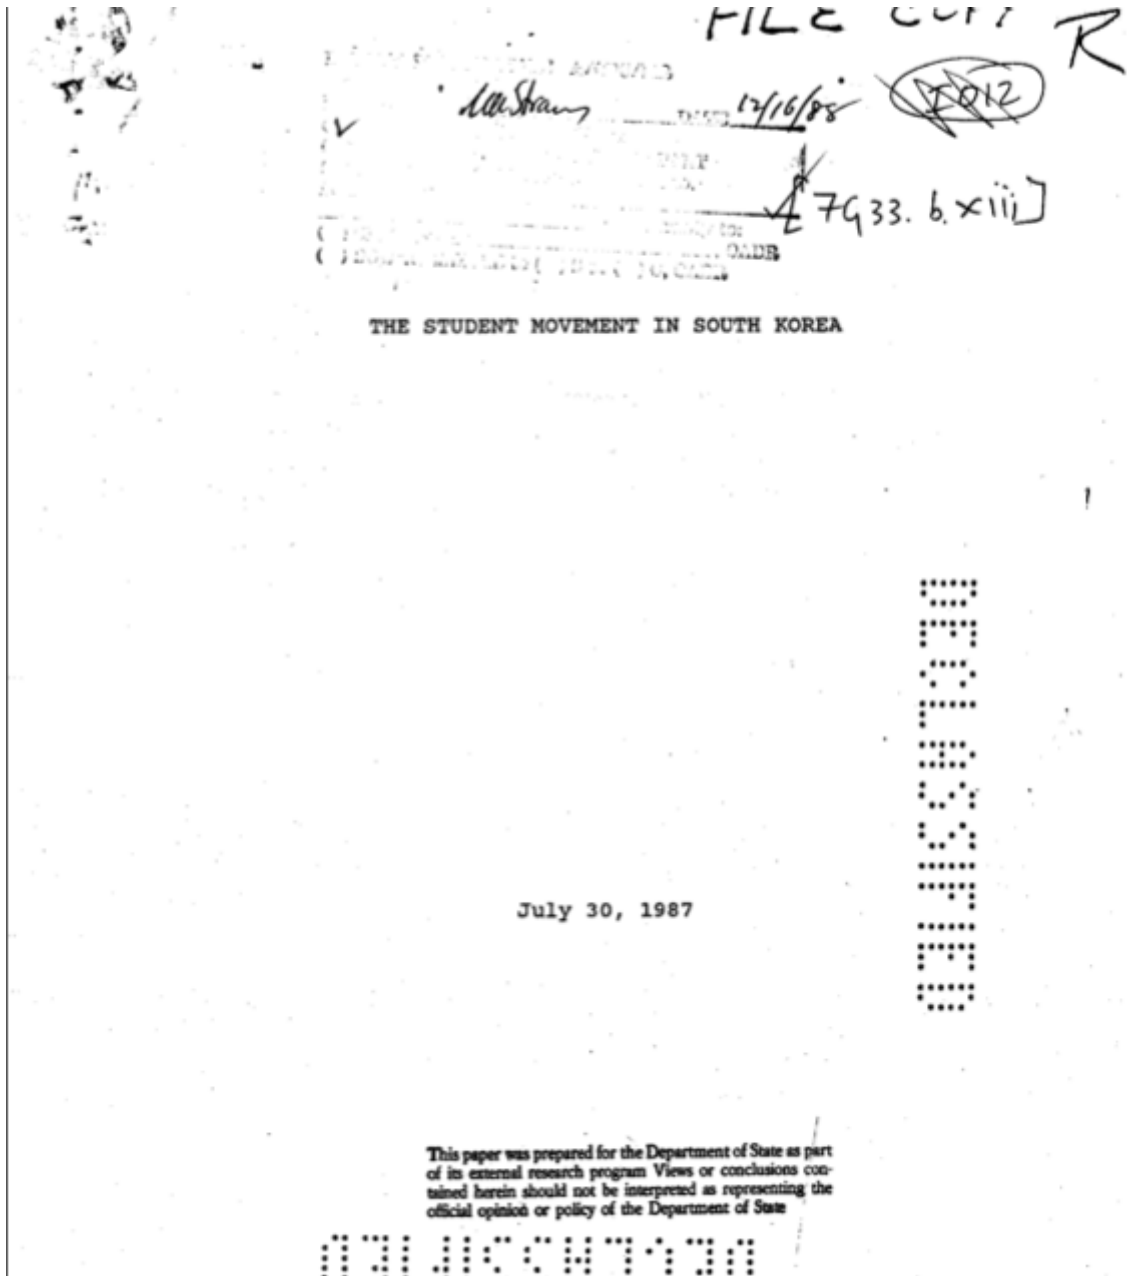 FILE COPY R
12/16/88
I012
[7G33.b.xiii]
OADR
THE STUDENT MOVEMENT IN SOUTH KOREA
DECLASSIFIED
July 30, 1987
This paper was prepared for the Department of State as part
of its external research program Views or conclusions con-
tained herein should not be interpreted as representing the
official opinion or policy of the Department of State
DECLASSIFIED